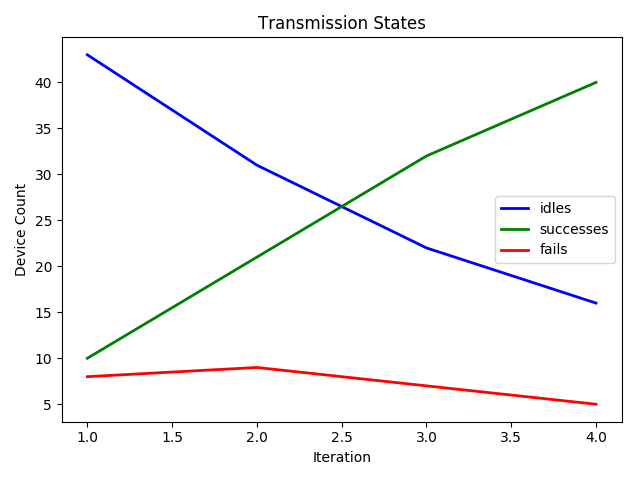 Transmission States
Device Count
40
35
30
25
20
15
10
5
idles
successes
fails
1.0 1.5 2.0 2.5 3.0 3.5 4.0
Iteration